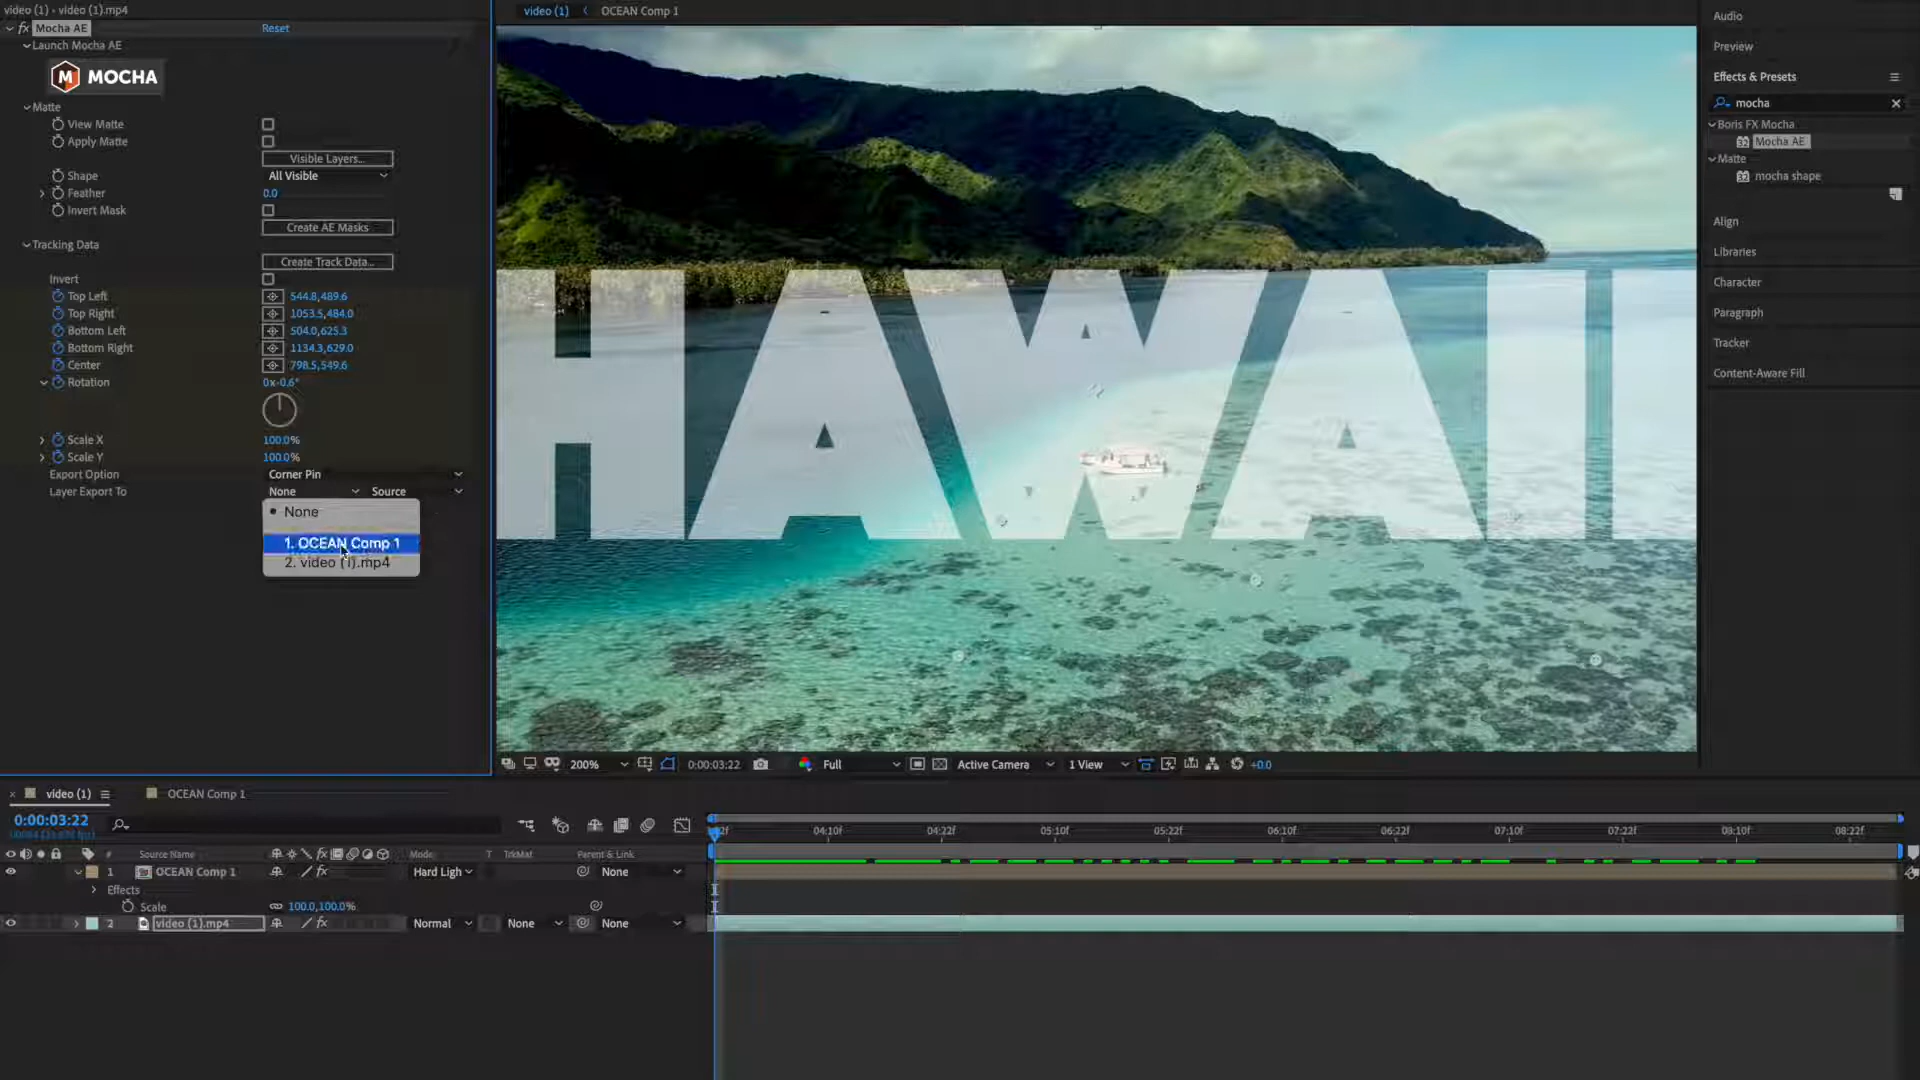 video (1) • video (1).mp4
fx Mocha AE Reset
Launch Mocha AE
M MOCHA
Matte
View Matte
Apply Matte
Visible Layers...
Shape All Visible
Feather 0.0
Invert Mask
Create AE Masks
Tracking Data
Create Track Data...
Invert
Top Left 544.8,489.6
Top Right 1053.5,484.0
Bottom Left 504.0,625.3
Bottom Right 1134.3,629.0
Center 798.5,549.6
Rotation 0x-0.6°
Scale X 100.0%
Scale Y 100.0%
Export Option Corner Pin
Layer Export To None Source
None
1. OCEAN Comp 1
2. video (1).mp4
video (1) OCEAN Comp 1
HAWAII
200% 0:00:03:22 Full Active Camera 1 View +0.0
Audio
Preview
Effects & Presets
mocha
Boris FX Mocha
32 Mocha AE
Matte
32 mocha shape
Align
Libraries
Character
Paragraph
Tracker
Content-Aware Fill
× video (1) OCEAN Comp 1
0:00:03:22
04:10f 04:22f 05:10f 05:22f 06:10f 06:22f 07:10f 07:22f 08:10f 08:22f
# Source Name fx Mode T TrkMat Parent & Link
1 OCEAN Comp 1 fx Hard Ligh None
Effects
Scale 100.0,100.0%
2 video (1).mp4 fx Normal None None